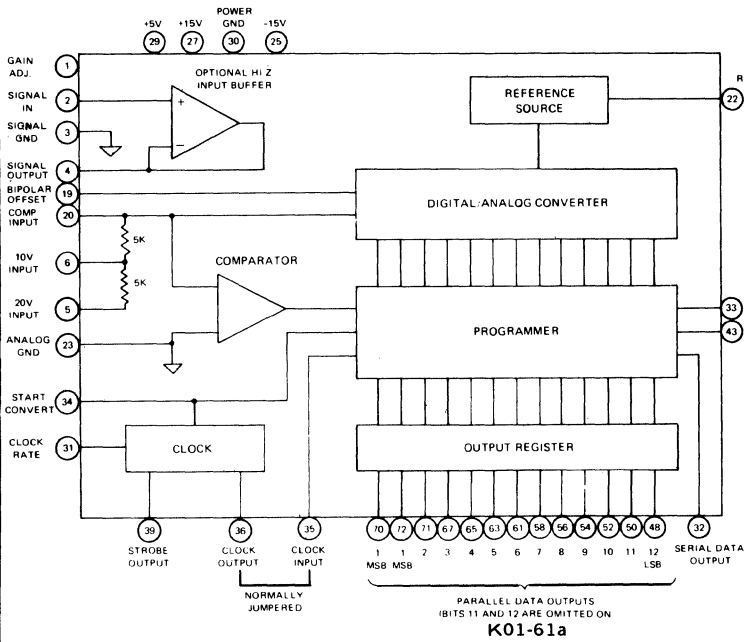 POWER
GND
+5V
+15V
-15V
29
27
30
25
GAIN
ADJ.
1
OPTIONAL HI Z
INPUT BUFFER
SIGNAL
IN
2
+
SIGNAL
GND
3
−
SIGNAL
OUTPUT
4
REFERENCE
SOURCE
R
22
BIPOLAR
OFFSET
19
COMP
INPUT
20
DIGITAL/ANALOG CONVERTER
5K
10V
INPUT
6
5K
COMPARATOR
20V
INPUT
5
PROGRAMMER
33
43
ANALOG
GND
23
START
CONVERT
34
CLOCK
RATE
31
CLOCK
OUTPUT REGISTER
39
36
35
70
72
71
67
66
63
61
58
56
54
52
50
48
32
STROBE
OUTPUT
CLOCK
OUTPUT
CLOCK
INPUT
1
MSB
1
MSB
2
3
4
5
6
7
8
9
10
11
12
LSB
SERIAL DATA
OUTPUT
NORMALLY
JUMPERED
PARALLEL DATA OUTPUTS
(BITS 11 AND 12 ARE OMITTED ON
K01-61a